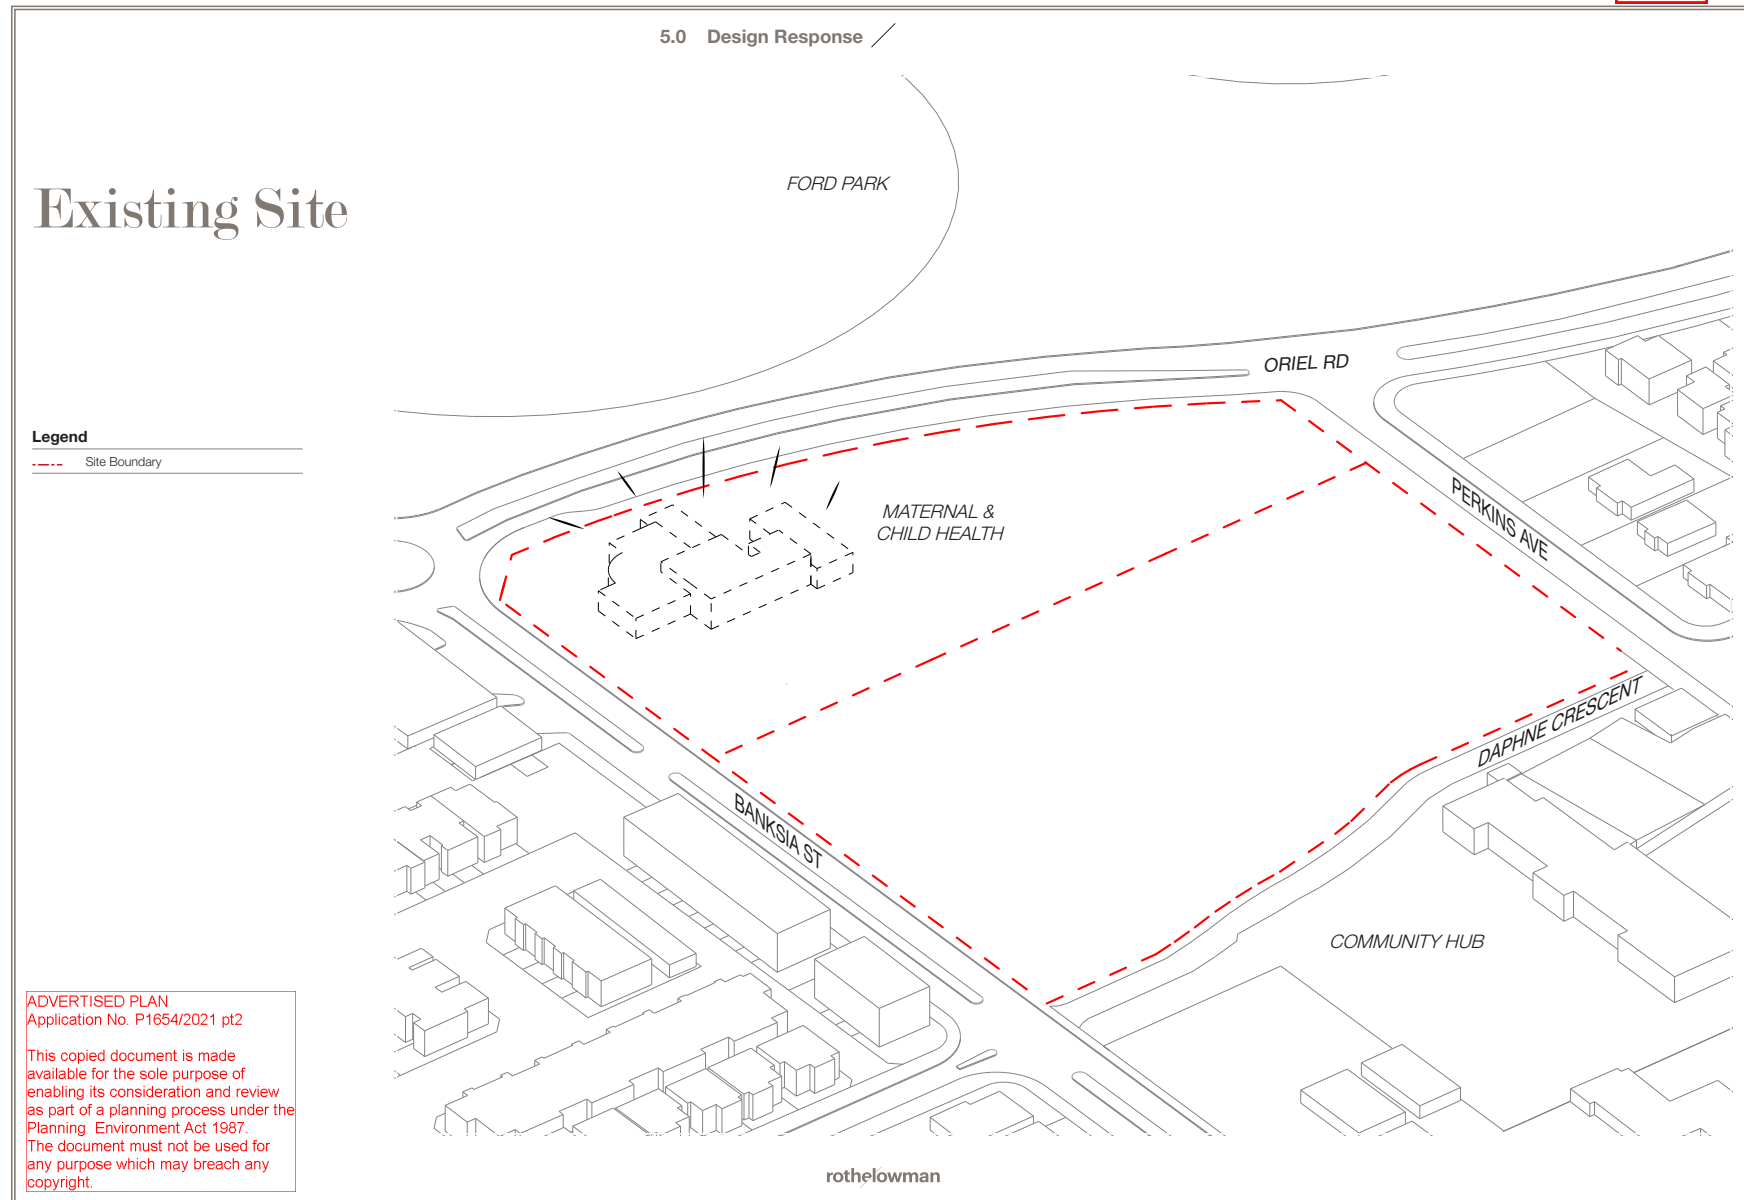 5.0 Design Response
Existing Site
FORD PARK
ORIEL RD
Legend
Site Boundary
MATERNAL &
CHILD HEALTH
PERKINS AVE
DAPHNE CRESCENT
BANKSIA ST
COMMUNITY HUB
ADVERTISED PLAN
Application No. P1654/2021 pt2
This copied document is made
available for the sole purpose of
enabling its consideration and review
as part of a planning process under the
Planning Environment Act 1987.
The document must not be used for
any purpose which may breach any
copyright.
rothelowman